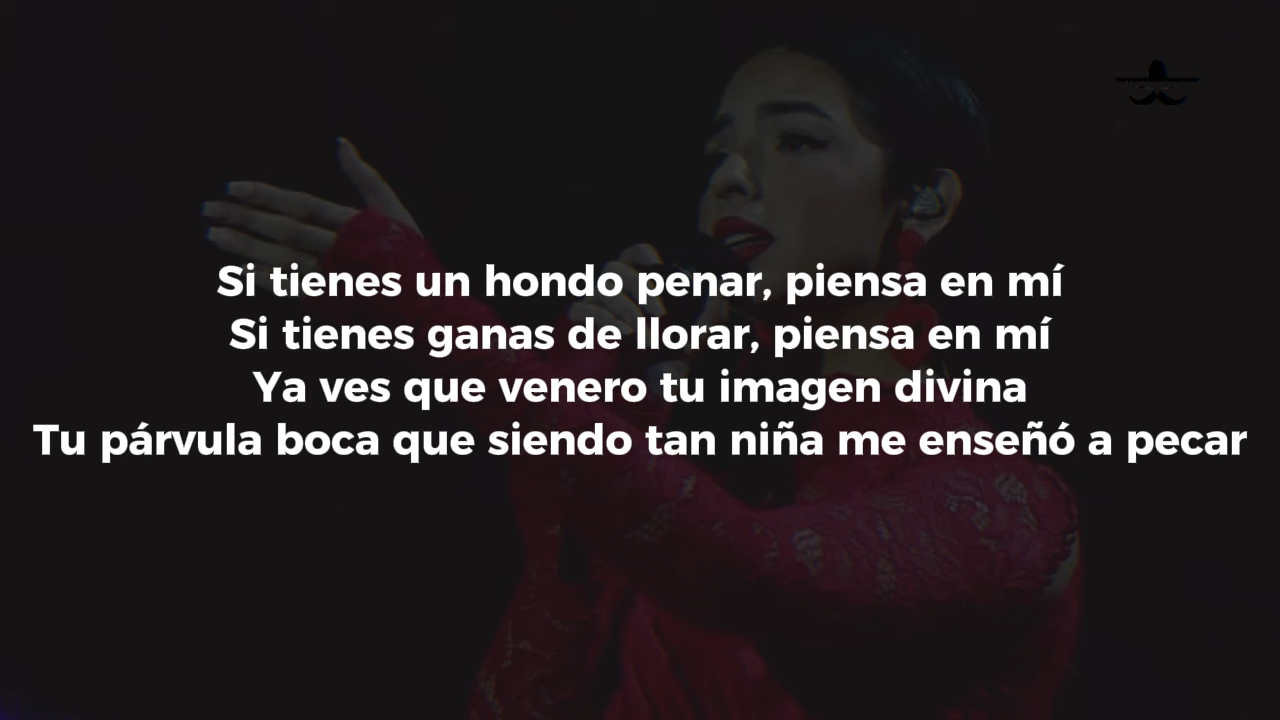 Si tienes un hondo penar, piensa en mí
Si tienes ganas de llorar, piensa en mí
Ya ves que venero tu imagen divina
Tu párvula boca que siendo tan niña me enseñó a pecar